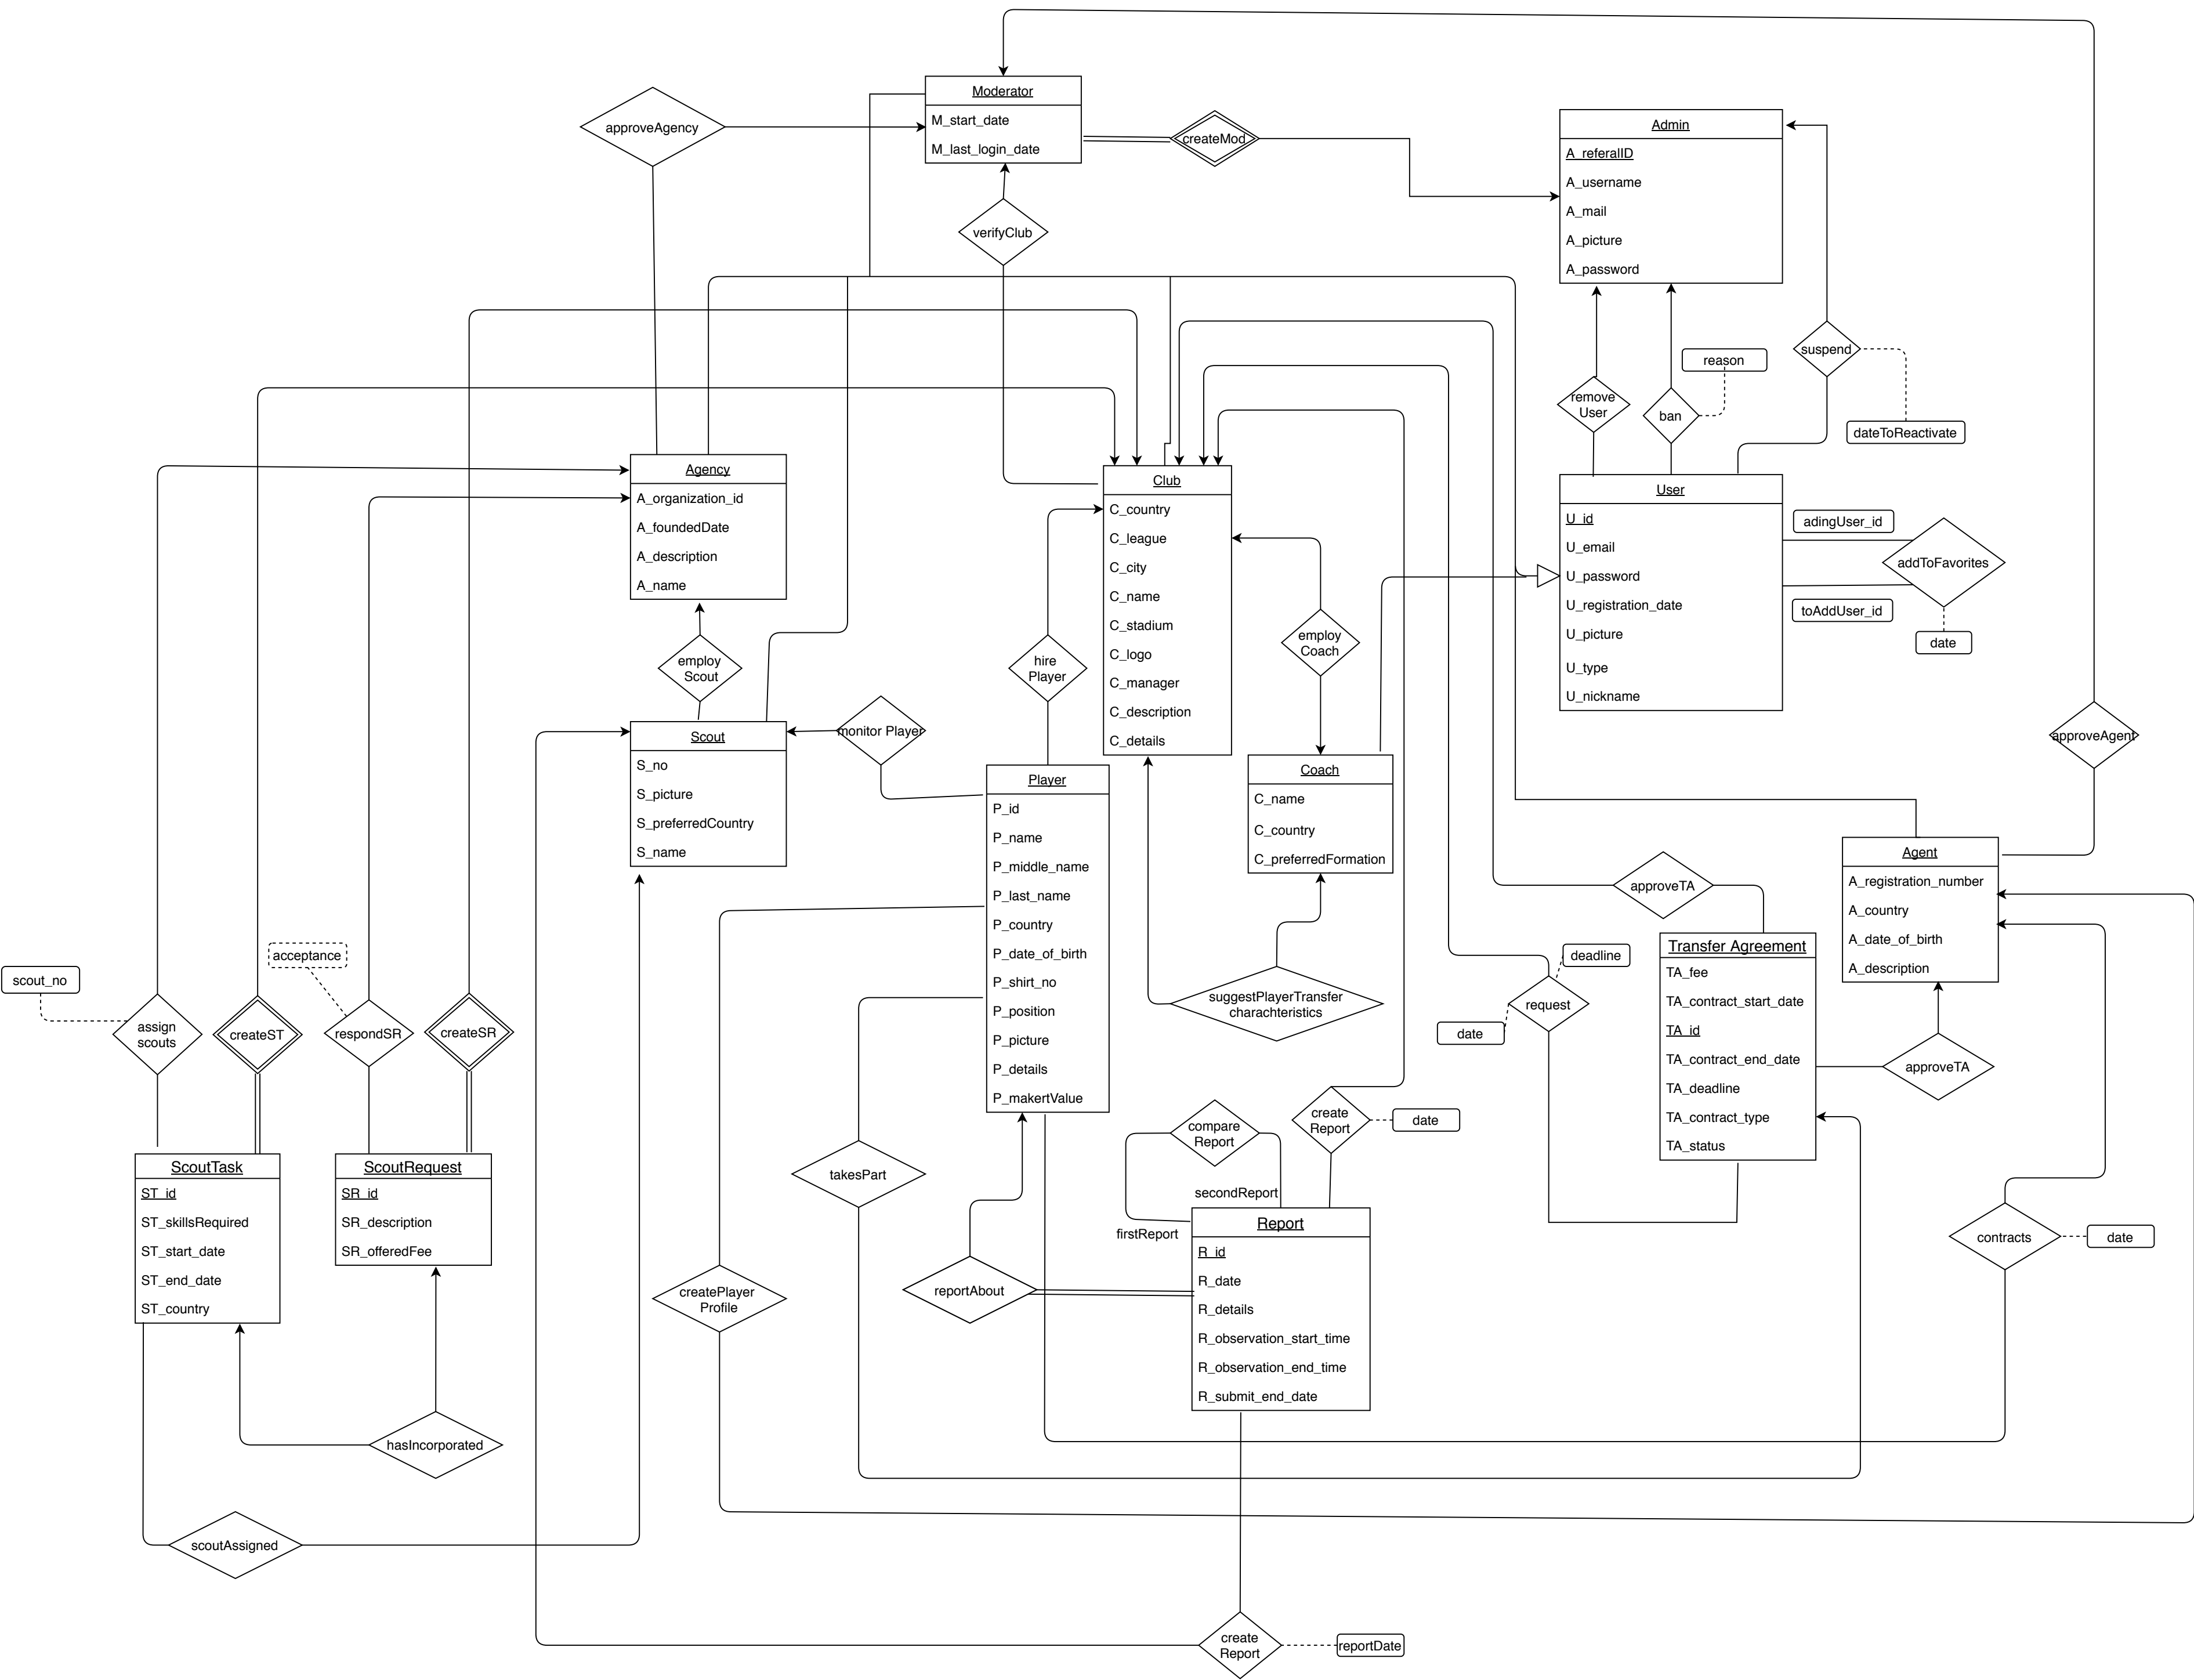 Moderator
M_start_date
M_last_login_date
approveAgency
createMod
Admin
A_referalID
A_username
A_mail
A_picture
A_password
verifyClub
suspend
reason
remove
User
ban
dateToReactivate
Agency
A_organization_id
A_foundedDate
A_description
A_name
Club
C_country
C_league
C_city
C_name
C_stadium
C_logo
C_manager
C_description
C_details
User
U_id
U_email
U_password
U_registration_date
U_picture
U_type
U_nickname
adingUser_id
addToFavorites
toAddUser_id
date
employ
Scout
hire
Player
employ
Coach
monitor Player
approveAgent
Scout
S_no
S_picture
S_preferredCountry
S_name
Player
P_id
P_name
P_middle_name
P_last_name
P_country
P_date_of_birth
P_shirt_no
P_position
P_picture
P_details
P_makertValue
Coach
C_name
C_country
C_preferredFormation
approveTA
Agent
A_registration_number
A_country
A_date_of_birth
A_description
Transfer Agreement
TA_fee
TA_contract_start_date
TA_id
TA_contract_end_date
TA_deadline
TA_contract_type
TA_status
scout_no
acceptance
assign
scouts
createST
respondSR
createSR
suggestPlayerTransfer
charachteristics
deadline
request
date
approveTA
compare
Report
create
Report
date
takesPart
ScoutTask
ST_id
ST_skillsRequired
ST_start_date
ST_end_date
ST_country
ScoutRequest
SR_id
SR_description
SR_offeredFee
secondReport
firstReport
Report
R_id
R_date
R_details
R_observation_start_time
R_observation_end_time
R_submit_end_date
contracts
date
createPlayer
Profile
reportAbout
hasIncorporated
scoutAssigned
create
Report
reportDate